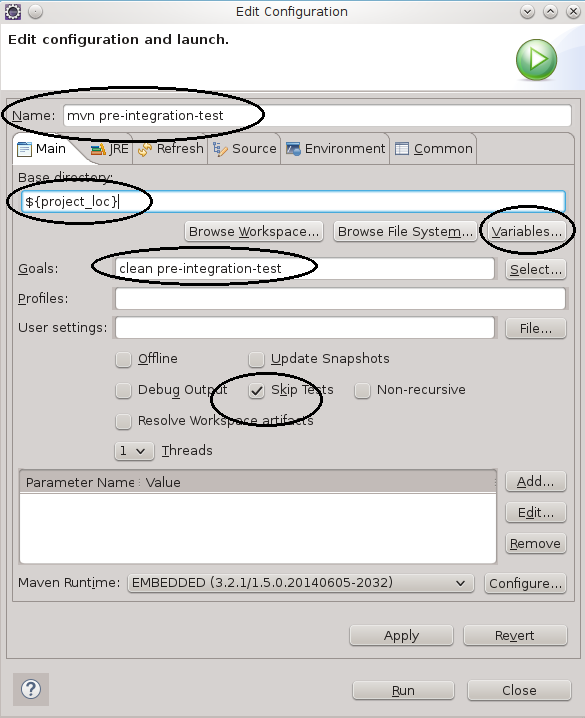 Edit Configuration
Edit configuration and launch.
Name: mvn pre-integration-test
Main JRE Refresh Source Environment Common
Base directory:
${project_loc}
Browse Workspace... Browse File System... Variables...
Goals: clean pre-integration-test Select...
Profiles:
User settings: File...
Offline Update Snapshots
Debug Output Skip Tests Non-recursive
Resolve Workspace artifacts
1 Threads
Parameter Name Value
Add...
Edit...
Remove
Maven Runtime: EMBEDDED (3.2.1/1.5.0.20140605-2032) Configure...
Apply Revert
? Run Close